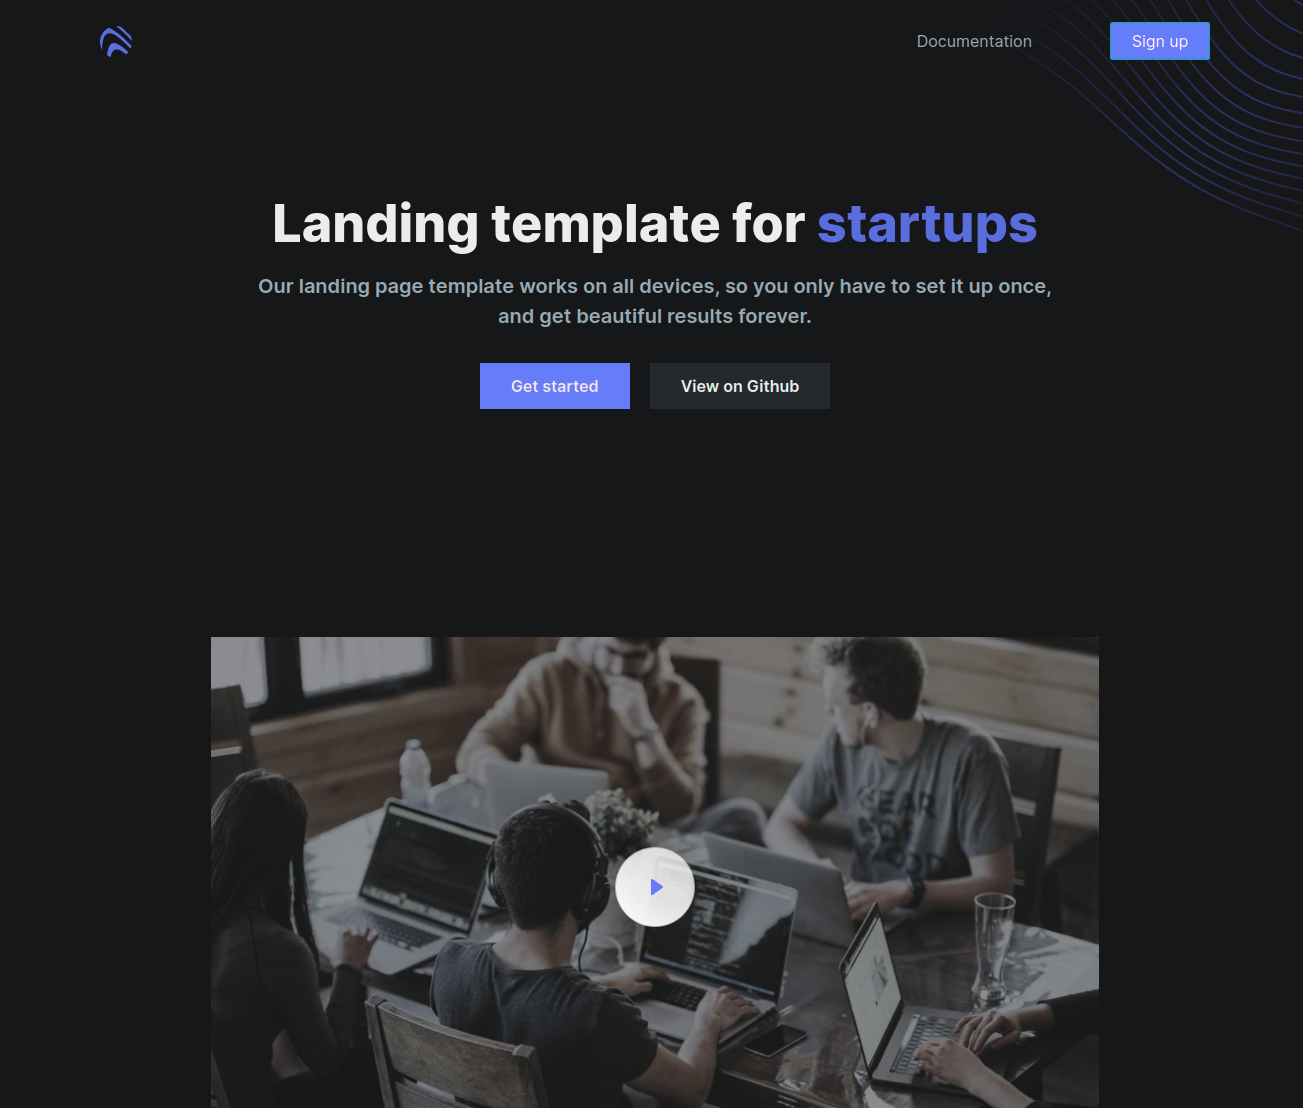 Documentation
Sign up
Landing template for startups
Our landing page template works on all devices, so you only have to set it up once,
and get beautiful results forever.
Get started
View on Github